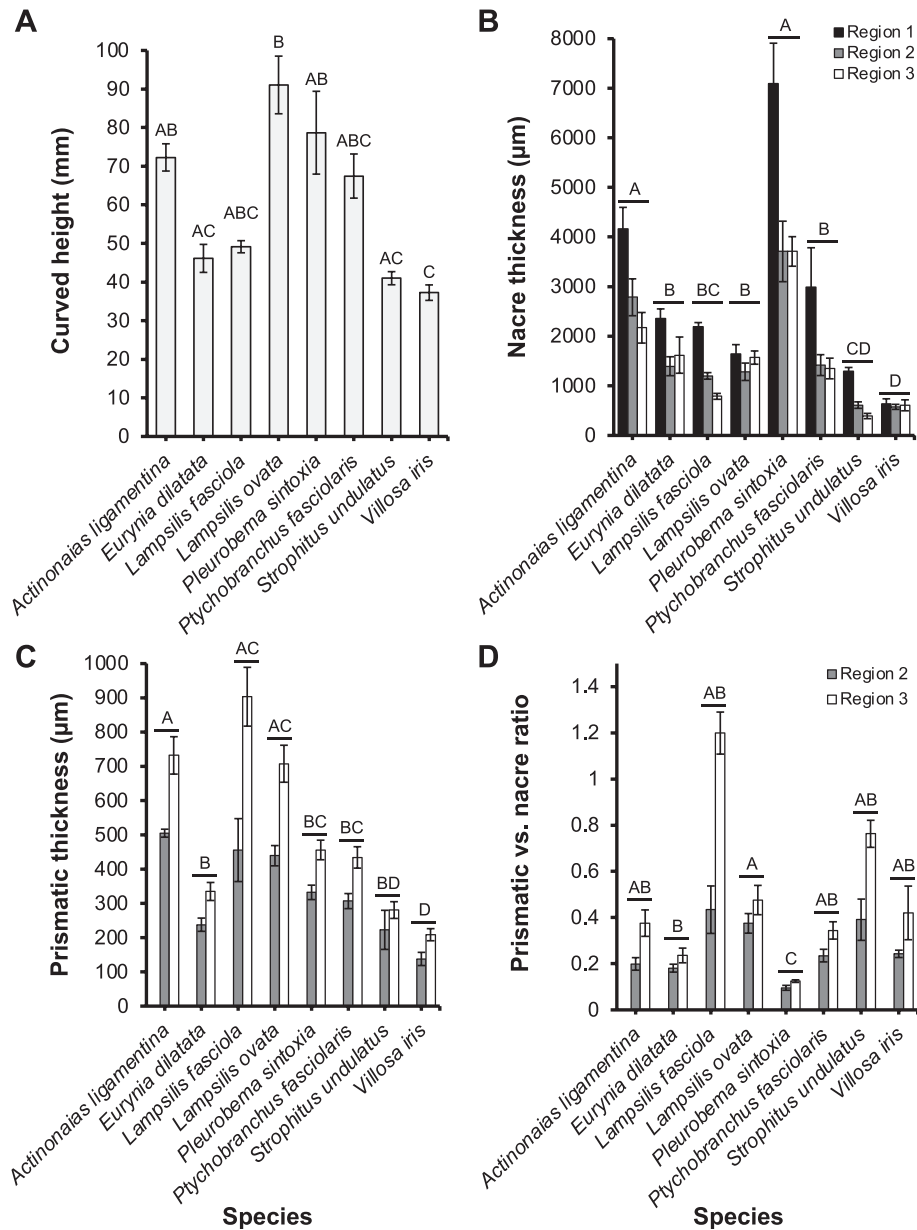 A
Curved height (mm)
100
90
80
70
60
50
40
30
20
10
0
AB
AC
ABC
B
AB
ABC
AC
C
Actinonaias ligamentina
Eurynia dilatata
Lampsilis fasciola
Lampsilis ovata
Pleurobema sintoxia
Ptychobranchus fasciolaris
Strophitus undulatus
Villosa iris
B
Nacre thickness (µm)
8000
7000
6000
5000
4000
3000
2000
1000
0
Region 1
Region 2
Region 3
A
B
BC
B
A
B
CD
D
Actinonaias ligamentina
Eurynia dilatata
Lampsilis fasciola
Lampsilis ovata
Pleurobema sintoxia
Ptychobranchus fasciolaris
Strophitus undulatus
Villosa iris
C
Prismatic thickness (µm)
1000
900
800
700
600
500
400
300
200
100
0
A
B
AC
AC
BC
BC
BD
D
Actinonaias ligamentina
Eurynia dilatata
Lampsilis fasciola
Lampsilis ovata
Pleurobema sintoxia
Ptychobranchus fasciolaris
Strophitus undulatus
Villosa iris
Species
D
Prismatic vs. nacre ratio
1.4
1.2
1
0.8
0.6
0.4
0.2
0
Region 2
Region 3
AB
B
AB
A
C
AB
AB
AB
Actinonaias ligamentina
Eurynia dilatata
Lampsilis fasciola
Lampsilis ovata
Pleurobema sintoxia
Ptychobranchus fasciolaris
Strophitus undulatus
Villosa iris
Species